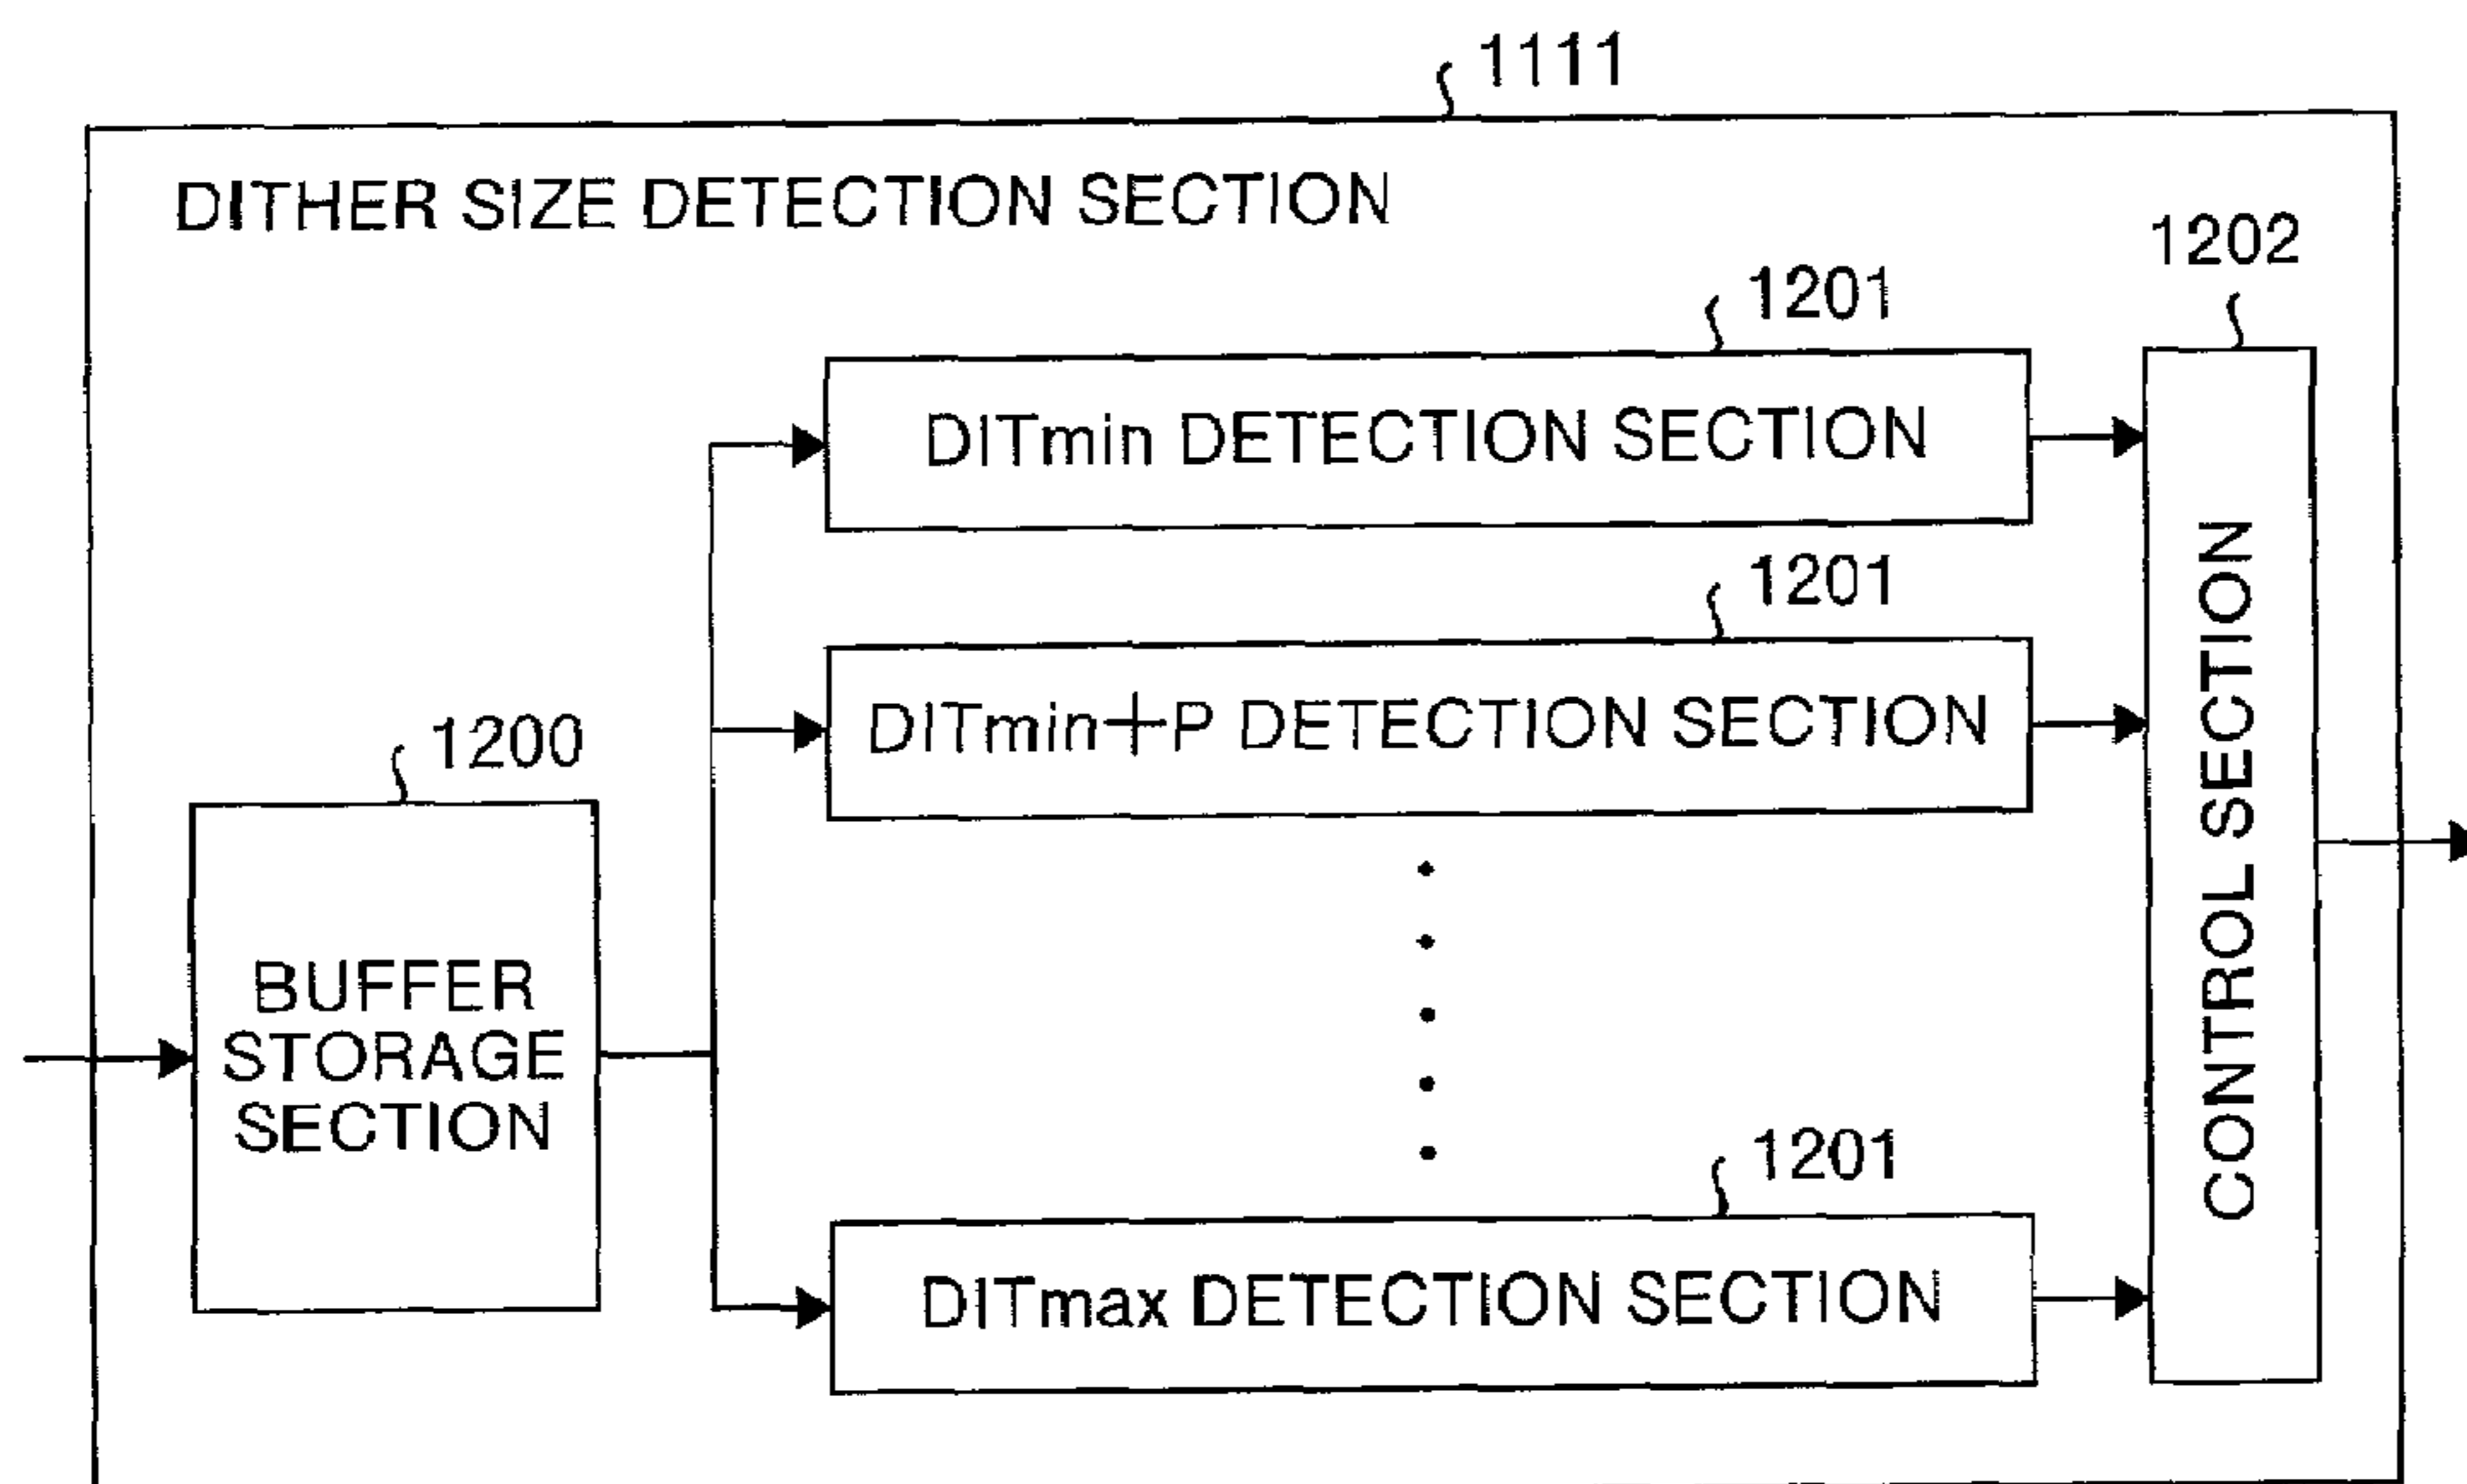 1111
DITHER SIZE DETECTION SECTION
1202
1201
DITmin DETECTION SECTION
1201
DITmin+P DETECTION SECTION
1200
BUFFER
STORAGE
SECTION
1201
DITmax DETECTION SECTION
CONTROL SECTION